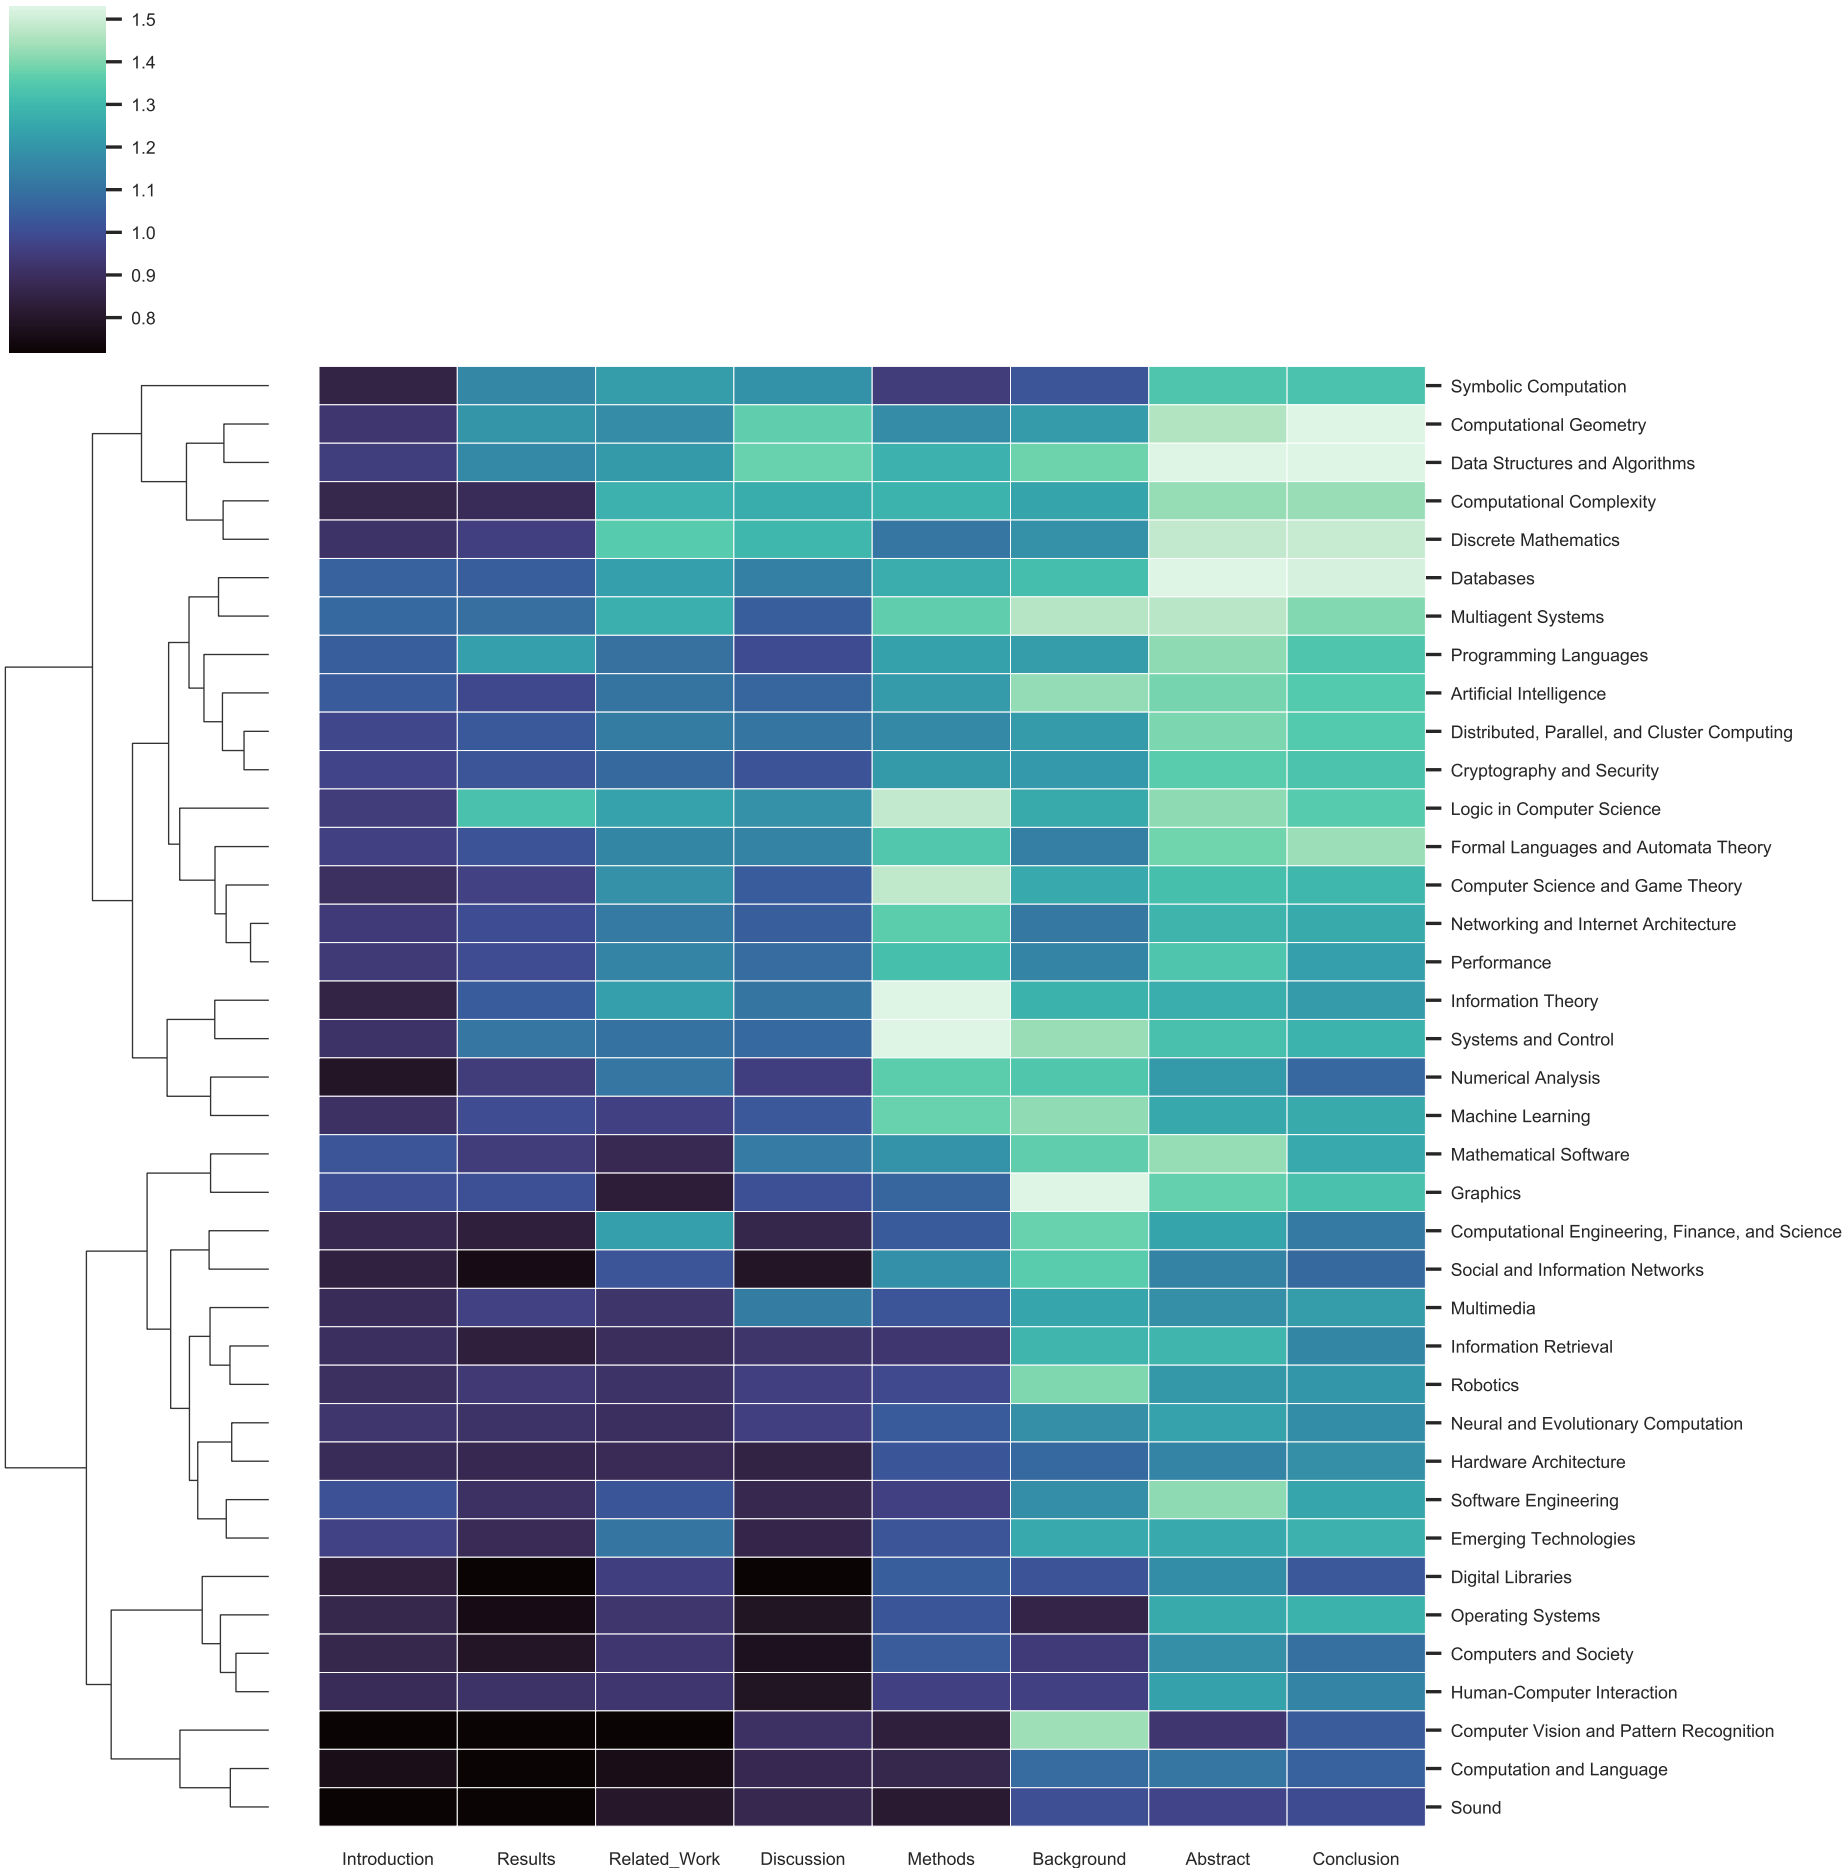 1.5
1.4
1.3
1.2
1.1
1.0
0.9
0.8
Symbolic Computation
Computational Geometry
Data Structures and Algorithms
Computational Complexity
Discrete Mathematics
Databases
Multiagent Systems
Programming Languages
Artificial Intelligence
Distributed, Parallel, and Cluster Computing
Cryptography and Security
Logic in Computer Science
Formal Languages and Automata Theory
Computer Science and Game Theory
Networking and Internet Architecture
Performance
Information Theory
Systems and Control
Numerical Analysis
Machine Learning
Mathematical Software
Graphics
Computational Engineering, Finance, and Science
Social and Information Networks
Multimedia
Information Retrieval
Robotics
Neural and Evolutionary Computation
Hardware Architecture
Software Engineering
Emerging Technologies
Digital Libraries
Operating Systems
Computers and Society
Human-Computer Interaction
Computer Vision and Pattern Recognition
Computation and Language
Sound
Introduction Results Related_Work Discussion Methods Background Abstract Conclusion